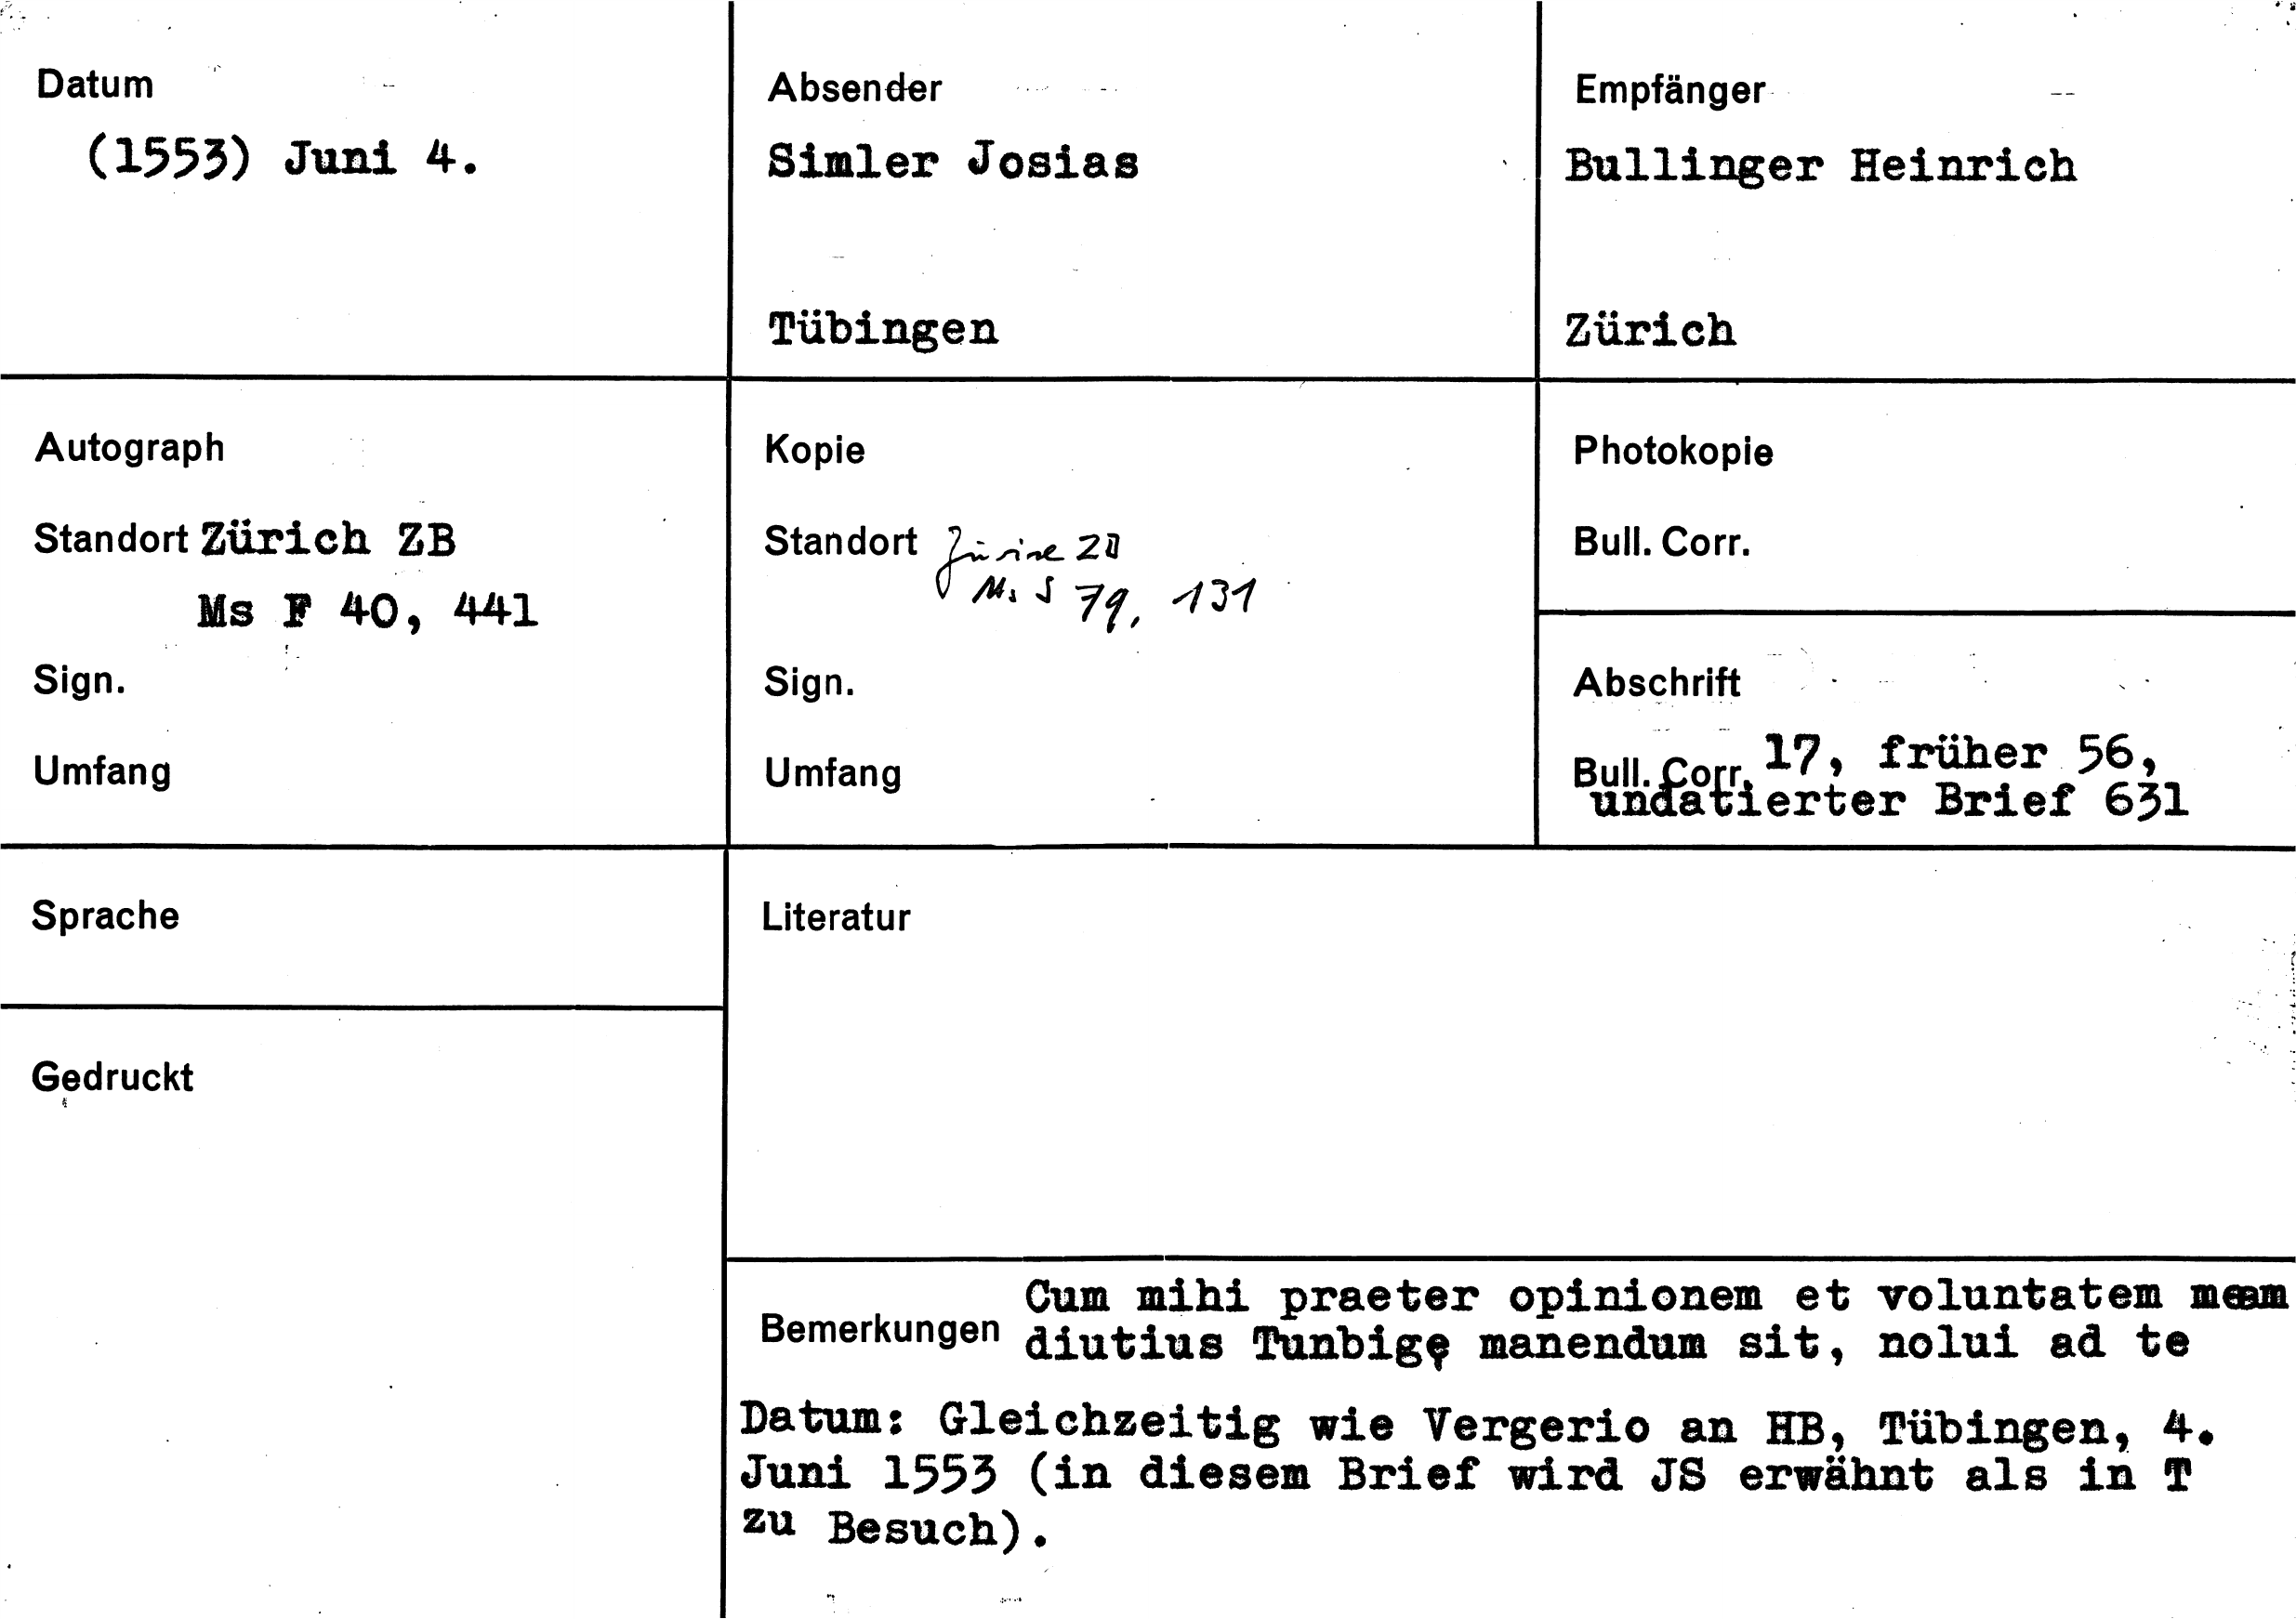 Datum
(1553) Juni 4.
Absender
Simler Josias
Tübingen
Empfänger
Bullinger Heinrich
Zürich
Autograph
Standort Zürich ZB
Ms F 40, 441
Sign.
Umfang
Kopie
Standort Zürich ZB
Ms S 79, 131
Sign.
Umfang
Photokopie
Bull. Corr.
Abschrift
Bull. Corr. 17, früher 56,
undatierter Brief 631
Sprache
Gedruckt
Literatur
Bemerkungen
Cum mihi praeter opinionem et voluntatem meam
diutius Tunbigę manendum sit, nolui ad te
Datum: Gleichzeitig wie Vergerio an HB, Tübingen, 4.
Juni 1553 (in diesem Brief wird JS erwähnt als in T
zu Besuch).